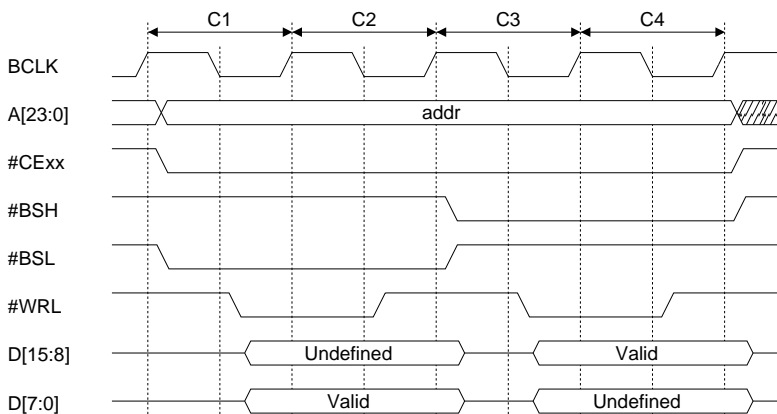 C1 C2 C3 C4
BCLK
A[23:0] addr
#CExx
#BSH
#BSL
#WRL
D[15:8] Undefined Valid
D[7:0] Valid Undefined